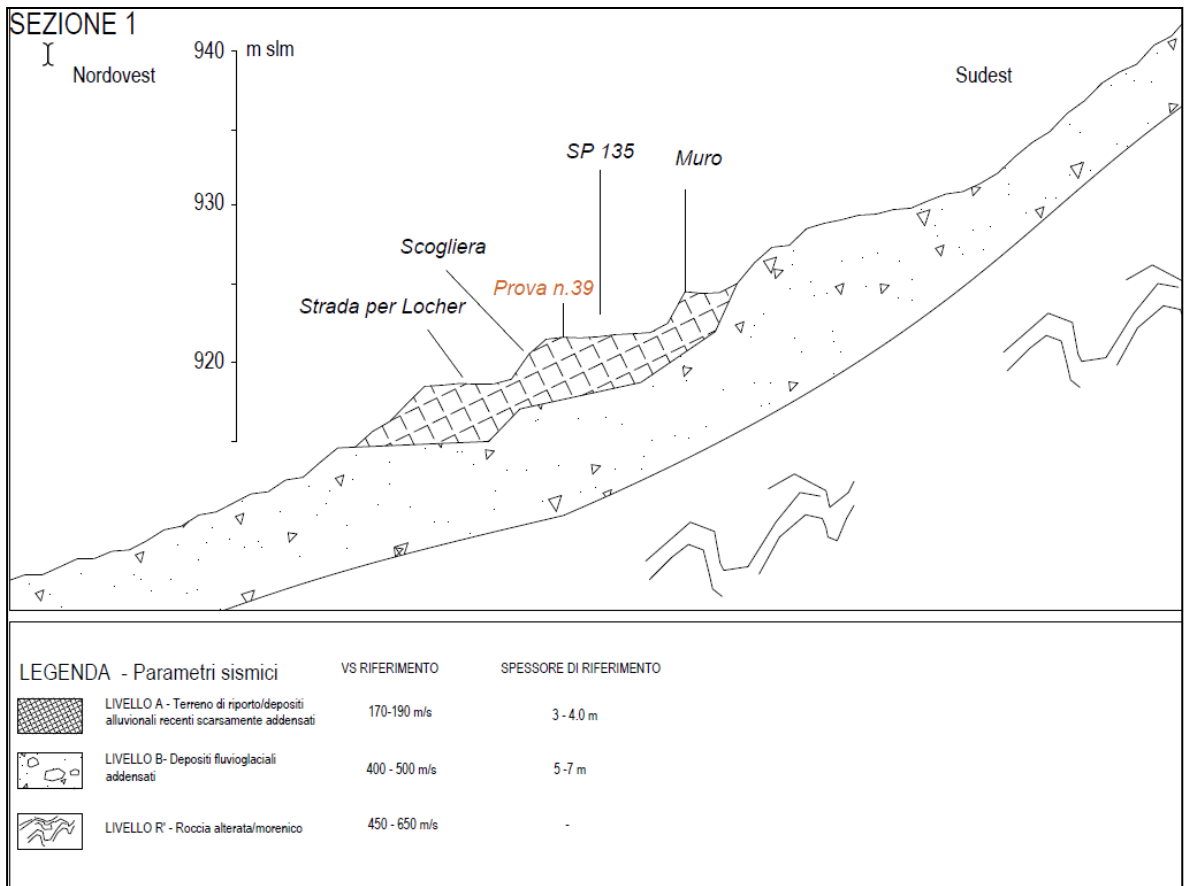 SEZIONE 1
940 m slm
Nordovest
Sudest
SP 135
Muro
930
Scogliera
Prova n.39
Strada per Locher
920
LEGENDA - Parametri sismici
VS RIFERIMENTO
SPESSORE DI RIFERIMENTO
LIVELLO A - Terreno di riporto/depositi
alluvionali recenti scarsamente addensati
170-190 m/s
3 - 4.0 m
LIVELLO B- Depositi fluvioglaciali
addensati
400 - 500 m/s
5 -7 m
LIVELLO R' - Roccia alterata/morenico
450 - 650 m/s
-